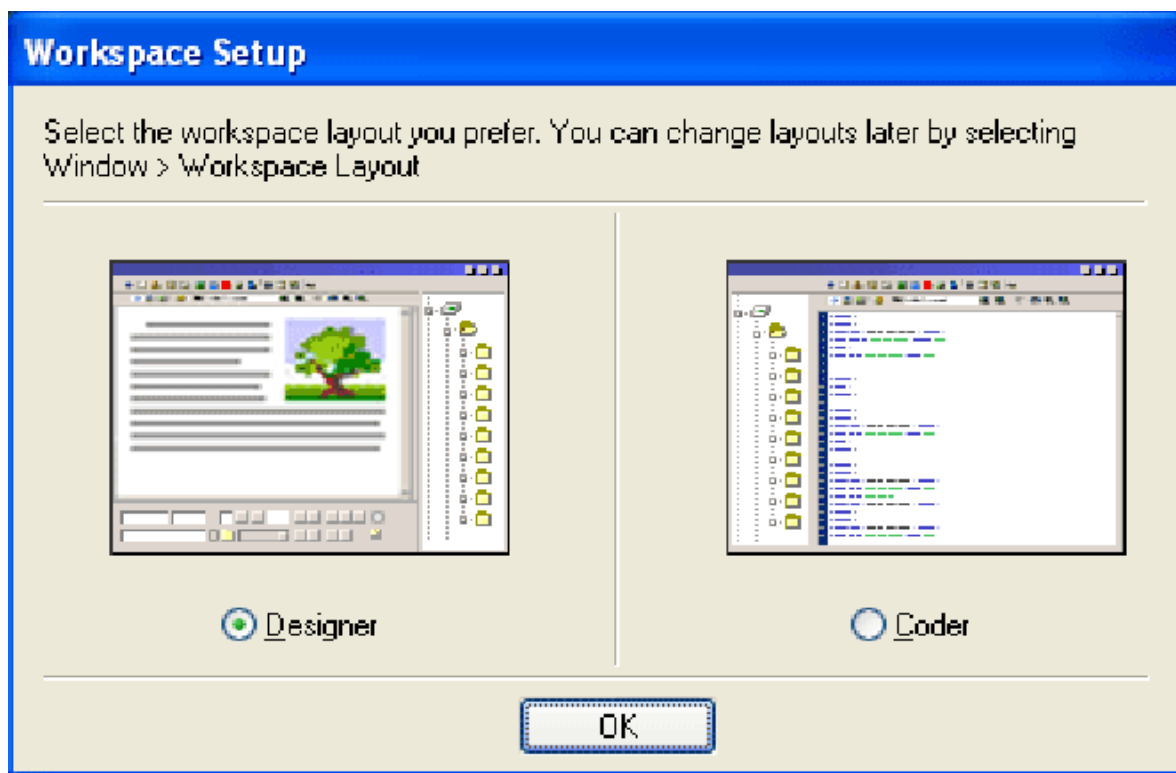 Workspace Setup
Select the workspace layout you prefer. You can change layouts later by selecting
Window > Workspace Layout
Designer
Coder
OK